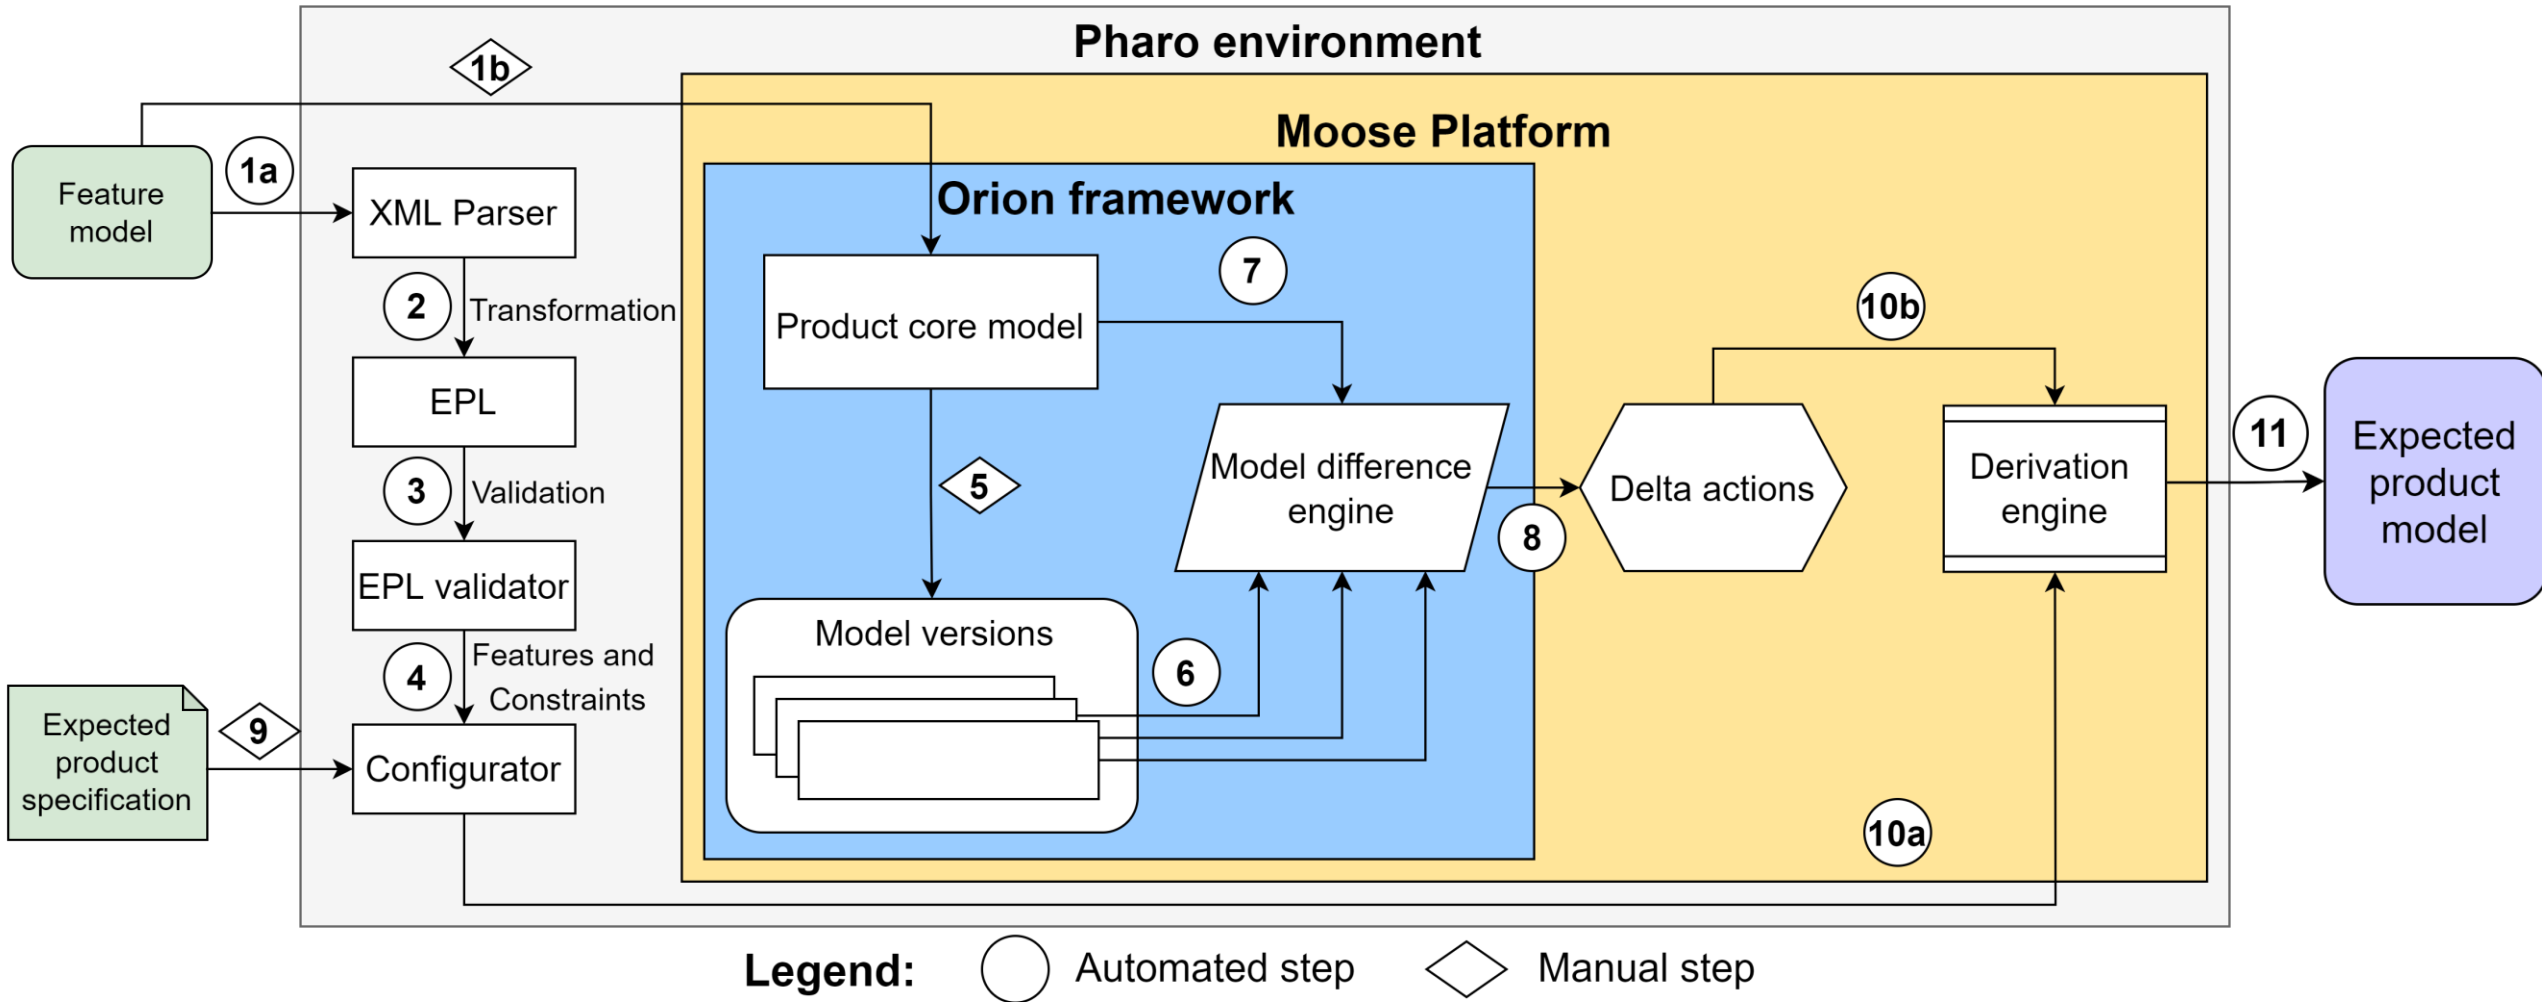 Pharo environment
1b
Moose Platform
1a
Feature
model
XML Parser
Orion framework
7
2
Transformation
Product core model
10b
EPL
Model difference
engine
Delta actions
Derivation
engine
11
Expected
product
model
3
Validation
5
8
EPL validator
Model versions
4
Features and
Constraints
6
Expected
product
specification
9
Configurator
10a
Legend:
Automated step
Manual step